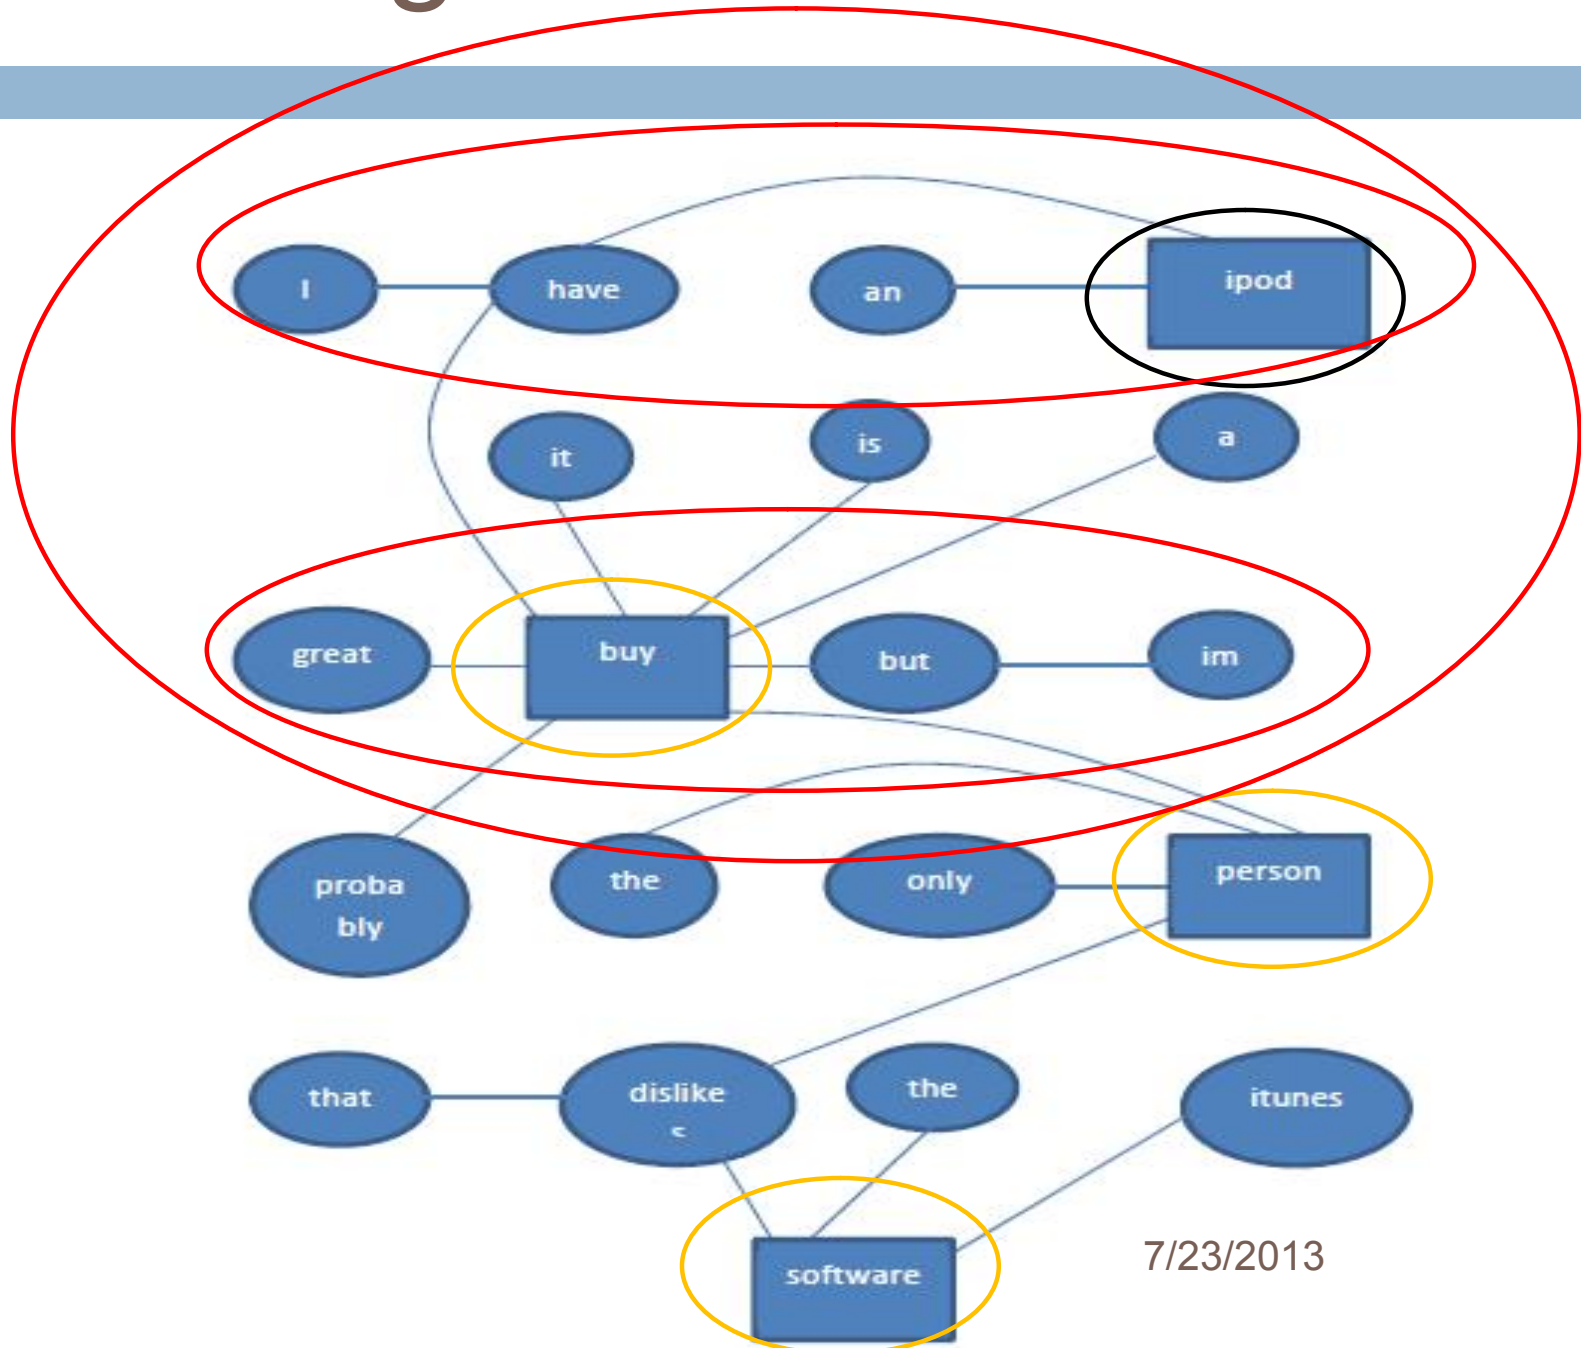 g
I have an ipod
it is a
great buy but im
proba
bly
the only person
that
dislike
s
the
itunes
software
7/23/2013